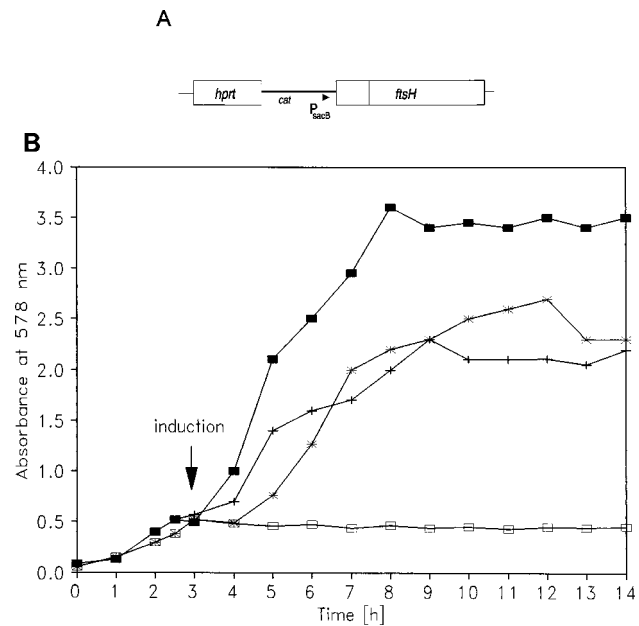 A
hprt
cat
P
sacB
ftsH
B
4.0
3.5
3.0
2.5
2.0
1.5
1.0
0.5
0.0
Absorbance at 578 nm
induction
0 1 2 3 4 5 6 7 8 9 10 11 12 13 14
Time [h]